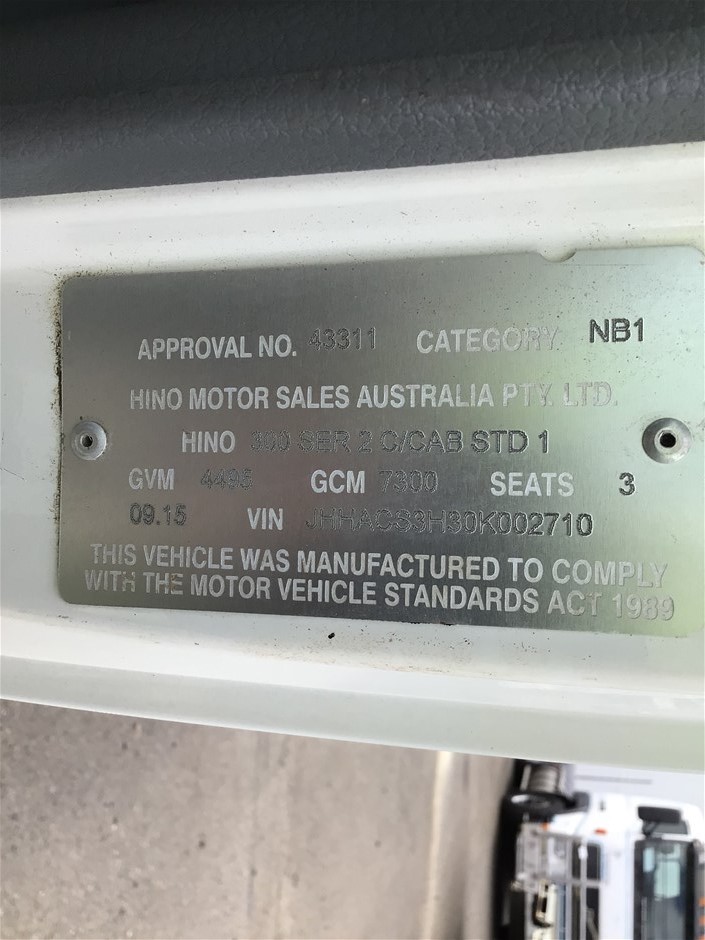 APPROVAL NO. 43311 CATEGORY NB1
HINO MOTOR SALES AUSTRALIA PTY. LTD.
HINO 300 SER 2 C/CAB STD 1
GVM 4495 GCM 7300 SEATS 3
09.15 VIN JHHACS3H30K002710
THIS VEHICLE WAS MANUFACTURED TO COMPLY
WITH THE MOTOR VEHICLE STANDARDS ACT 1989